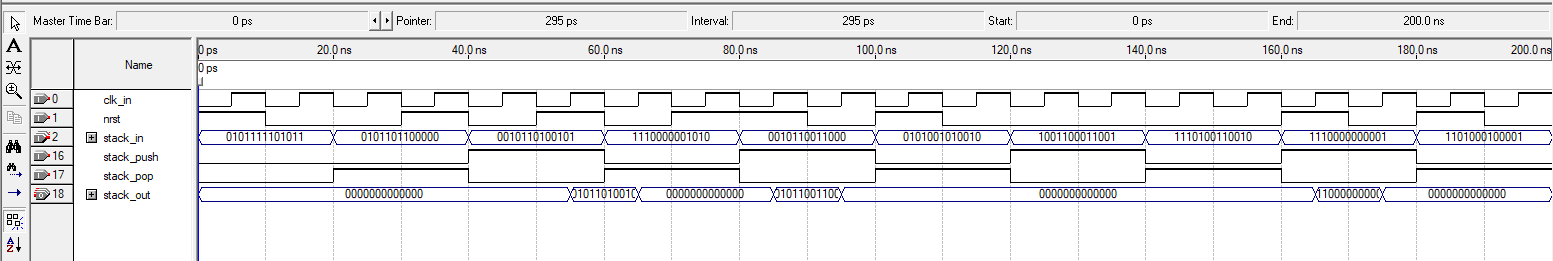 Master Time Bar: 0 ps Pointer: 295 ps Interval: 295 ps Start: 0 ps End: 200.0 ns
Name 0 ps 20.0 ns 40.0 ns 60.0 ns 80.0 ns 100.0 ns 120.0 ns 140.0 ns 160.0 ns 180.0 ns 200.0 ns
0 ps
0 clk_in
1 nrst
2 stack_in 0101111101011 0101101100000 0010110100101 1110000001010 0010110011000 0101001010010 1001100011001 1110100110010 1110000000001 1101000100001
16 stack_push
17 stack_pop
18 stack_out 0000000000000 0000000000000 0000000000000 0000000000000